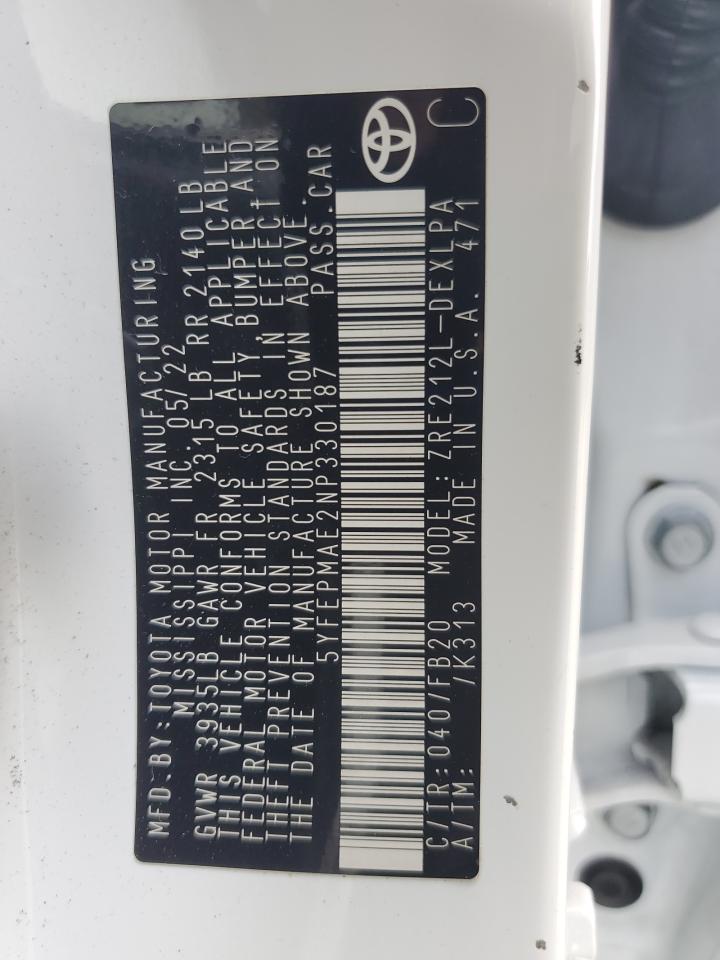 MFD.BY:TOYOTA MOTOR MANUFACTURING
MISSISSIPPI INC.05/22
GVWR 3935LB GAWR FR 2315 LB RR 2140LB
THIS VEHICLE CONFORMS TO ALL APPLICABLE
FEDERAL MOTOR VEHICLE SAFETY, BUMPER AND
THEFT PREVENTION STANDARDS IN EFFECT ON
THE DATE OF MANUFACTURE SHOWN ABOVE.
5YFEPMAE2NP330187 PASS.CAR
C/TR:040/FB20 MODEL: ZRE212L-DEXLPA C
A/TM: /K313 MADE IN U.S.A. 471